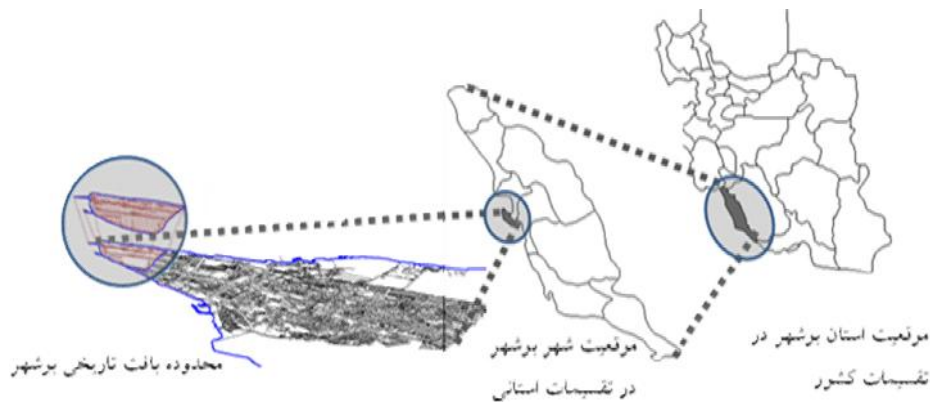 موقعیت استان بوشهر در
تقسیمات کشور
موقعیت شهر بوشهر
در تقسیمات استانی
محدوده بافت تاریخی بوشهر